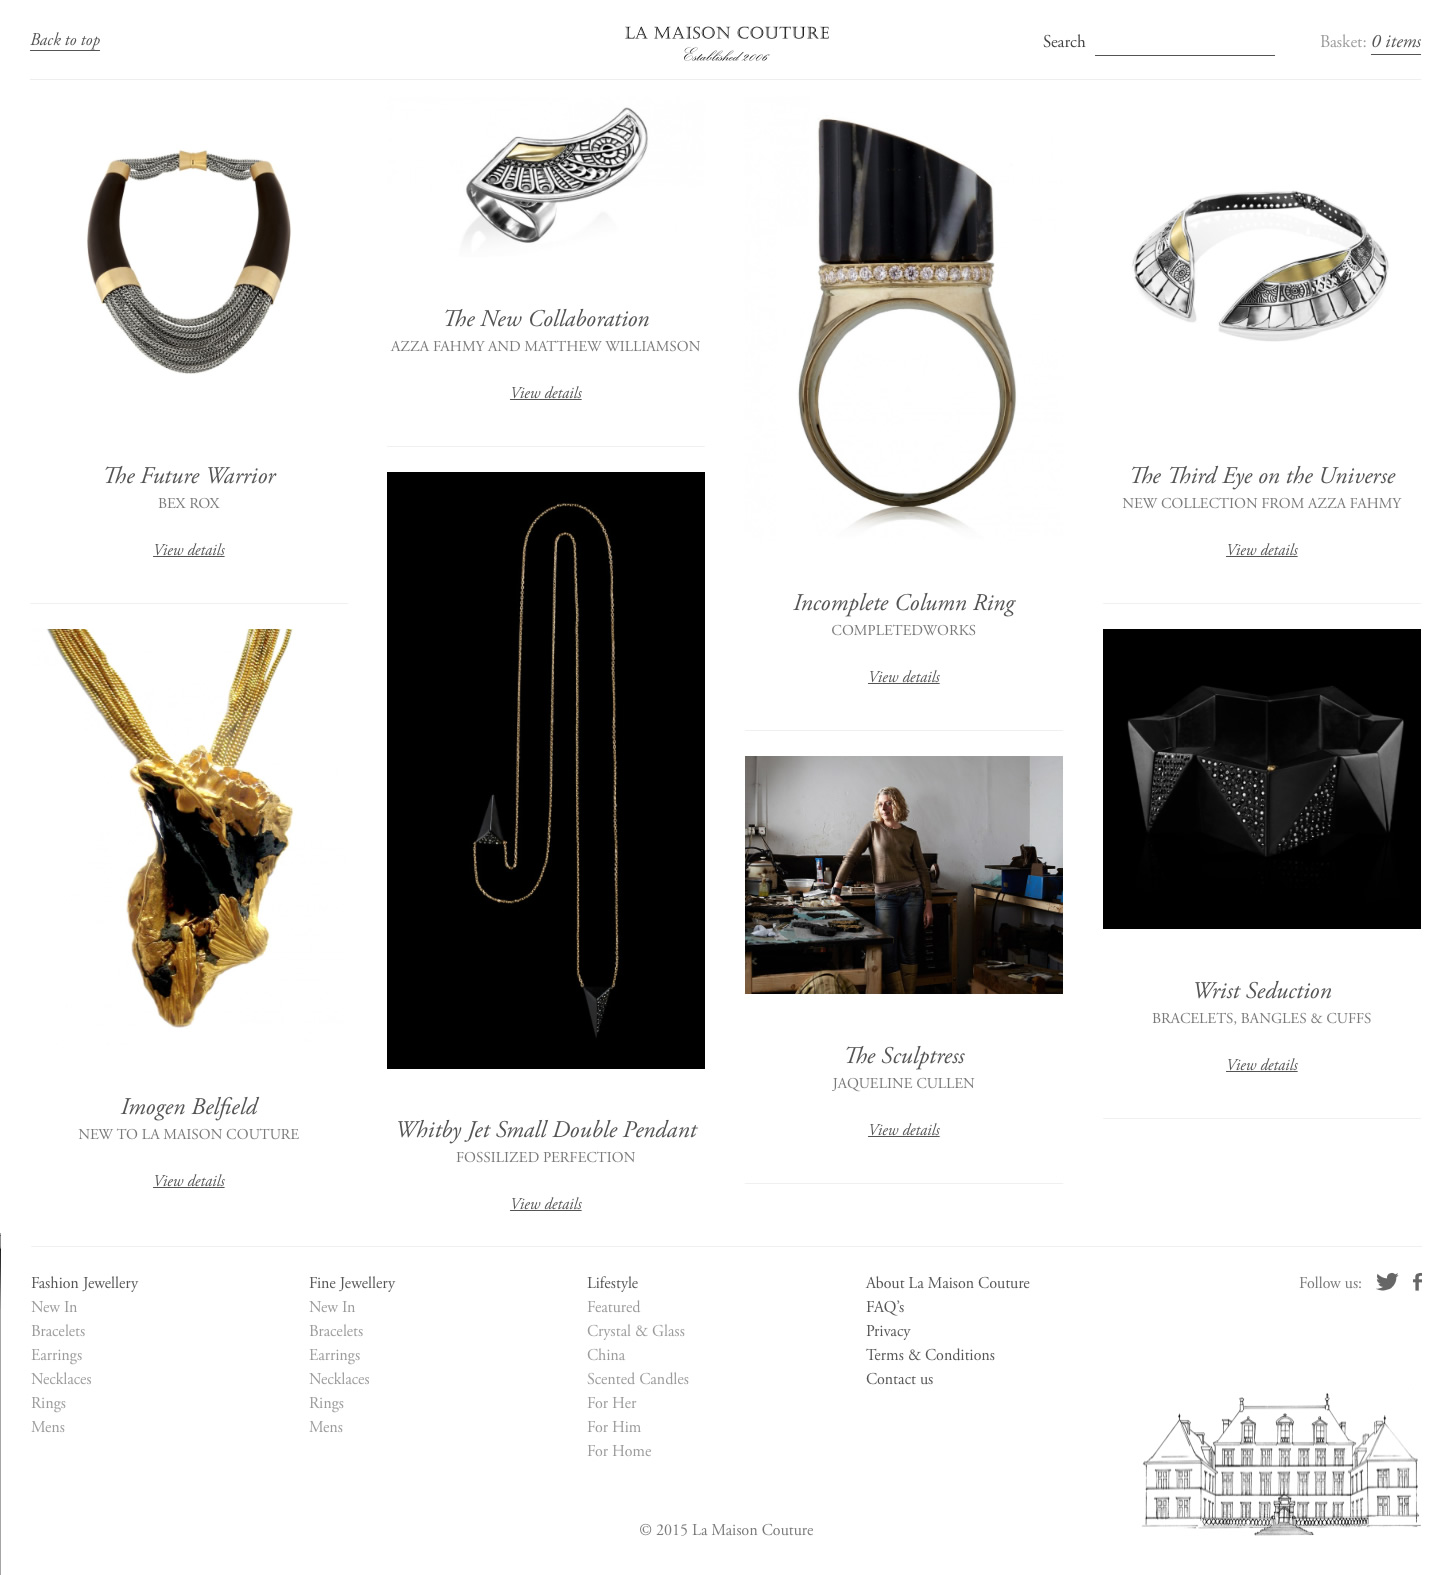 Back to top
LA MAISON COUTURE
Established 2006
Search
Basket: 0 items
The Future Warrior
BEX ROX
View details
Imogen Belfield
NEW TO LA MAISON COUTURE
View details
The New Collaboration
AZZA FAHMY AND MATTHEW WILLIAMSON
View details
Whitby Jet Small Double Pendant
FOSSILIZED PERFECTION
View details
Incomplete Column Ring
COMPLETEDWORKS
View details
The Sculptress
JAQUELINE CULLEN
View details
The Third Eye on the Universe
NEW COLLECTION FROM AZZA FAHMY
View details
Wrist Seduction
BRACELETS, BANGLES & CUFFS
View details
Fashion Jewellery
New In
Bracelets
Earrings
Necklaces
Rings
Mens
Fine Jewellery
New In
Bracelets
Earrings
Necklaces
Rings
Mens
Lifestyle
Featured
Crystal & Glass
China
Scented Candles
For Her
For Him
For Home
About La Maison Couture
FAQ's
Privacy
Terms & Conditions
Contact us
Follow us:
© 2015 La Maison Couture